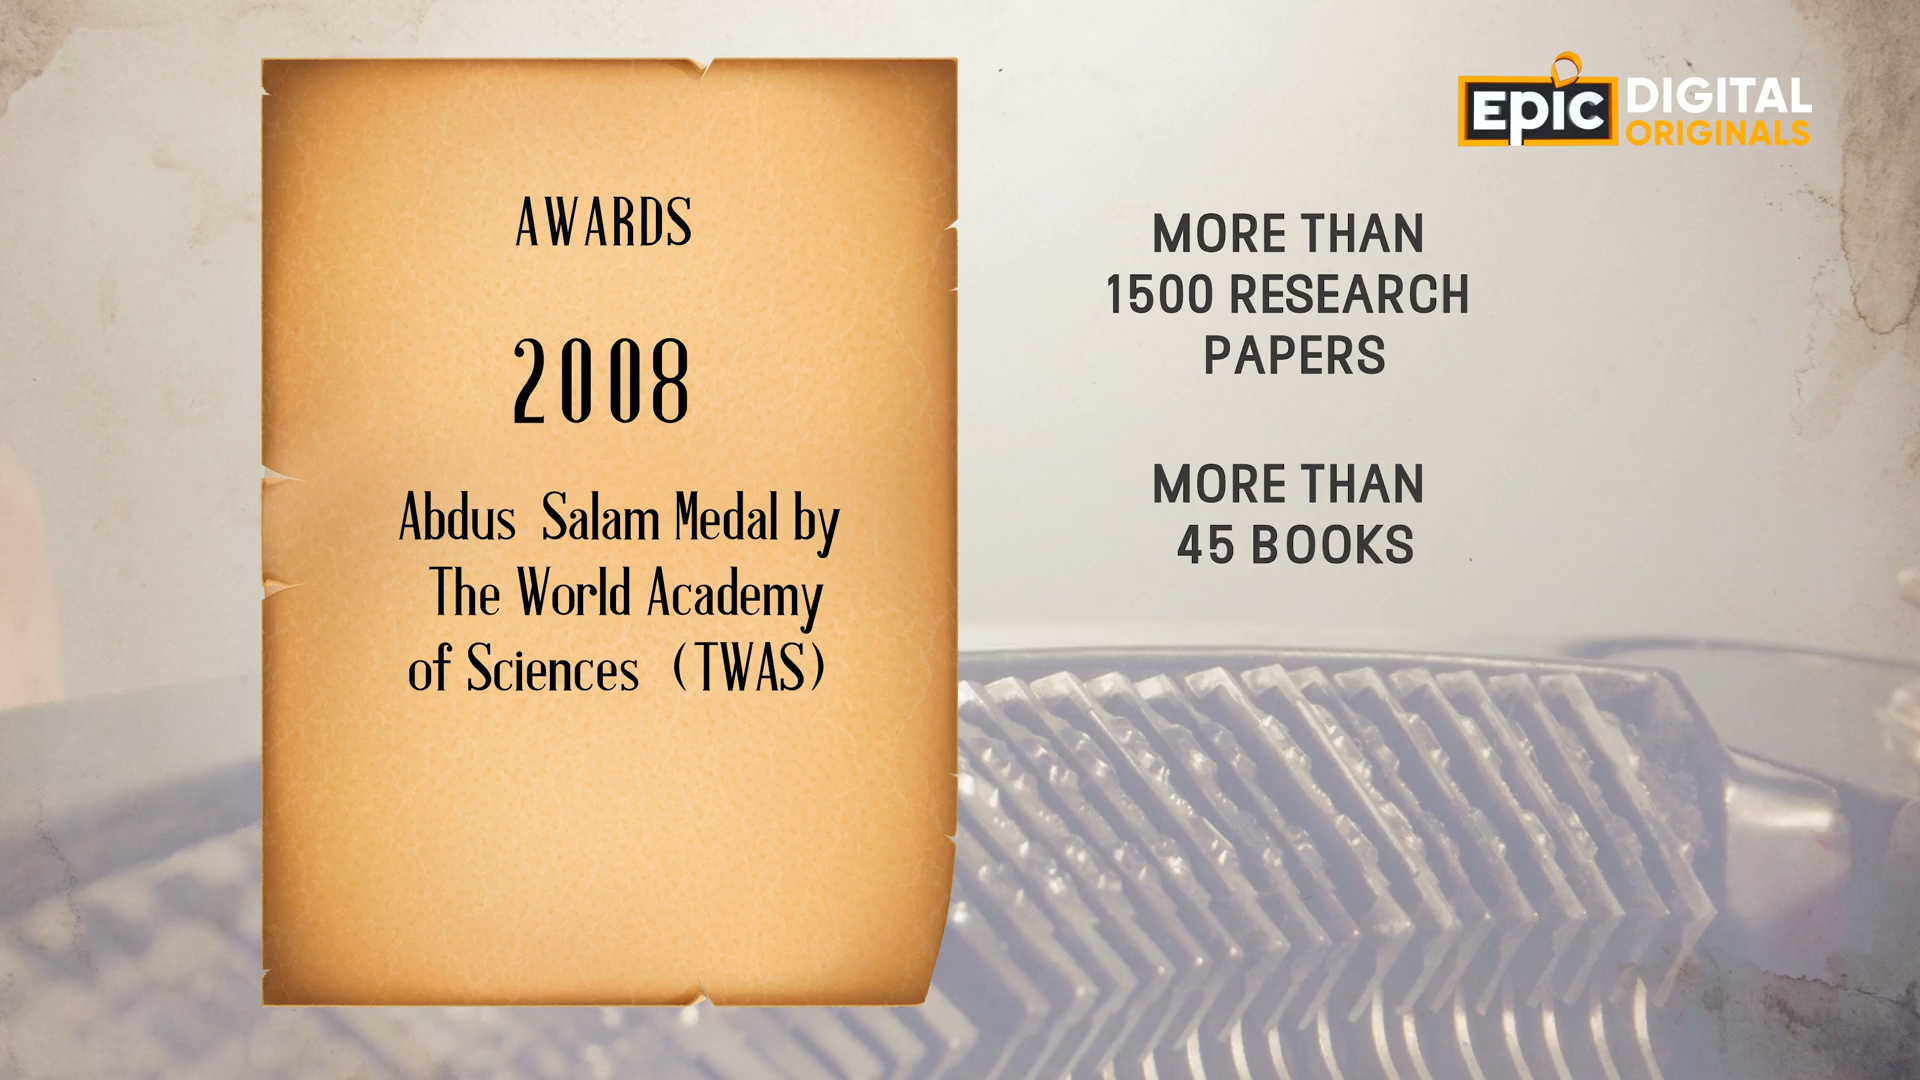 AWARDS
2008
Abdus Salam Medal by
The World Academy
of Sciences (TWAS)
EPIC DIGITAL
ORIGINALS
MORE THAN
1500 RESEARCH
PAPERS
MORE THAN
45 BOOKS